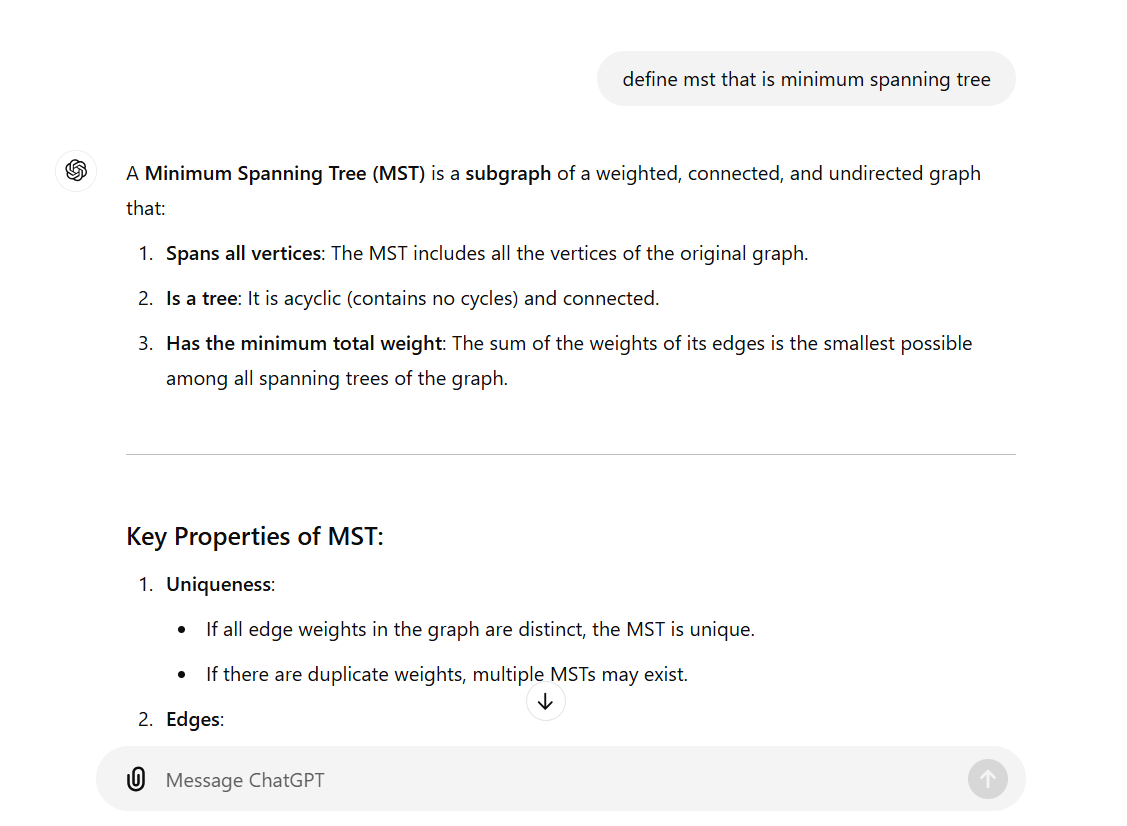 define mst that is minimum spanning tree
A Minimum Spanning Tree (MST) is a subgraph of a weighted, connected, and undirected graph
that:
1. Spans all vertices: The MST includes all the vertices of the original graph.
2. Is a tree: It is acyclic (contains no cycles) and connected.
3. Has the minimum total weight: The sum of the weights of its edges is the smallest possible
among all spanning trees of the graph.
Key Properties of MST:
1. Uniqueness:
• If all edge weights in the graph are distinct, the MST is unique.
• If there are duplicate weights, multiple MSTs may exist.
2. Edges:
Message ChatGPT